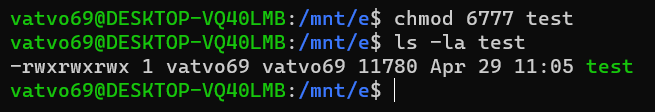 vatvo69@DESKTOP-VQ40LMB:/mnt/e$ chmod 6777 test
vatvo69@DESKTOP-VQ40LMB:/mnt/e$ ls -la test
-rwxrwxrwx 1 vatvo69 vatvo69 11780 Apr 29 11:05 test
vatvo69@DESKTOP-VQ40LMB:/mnt/e$